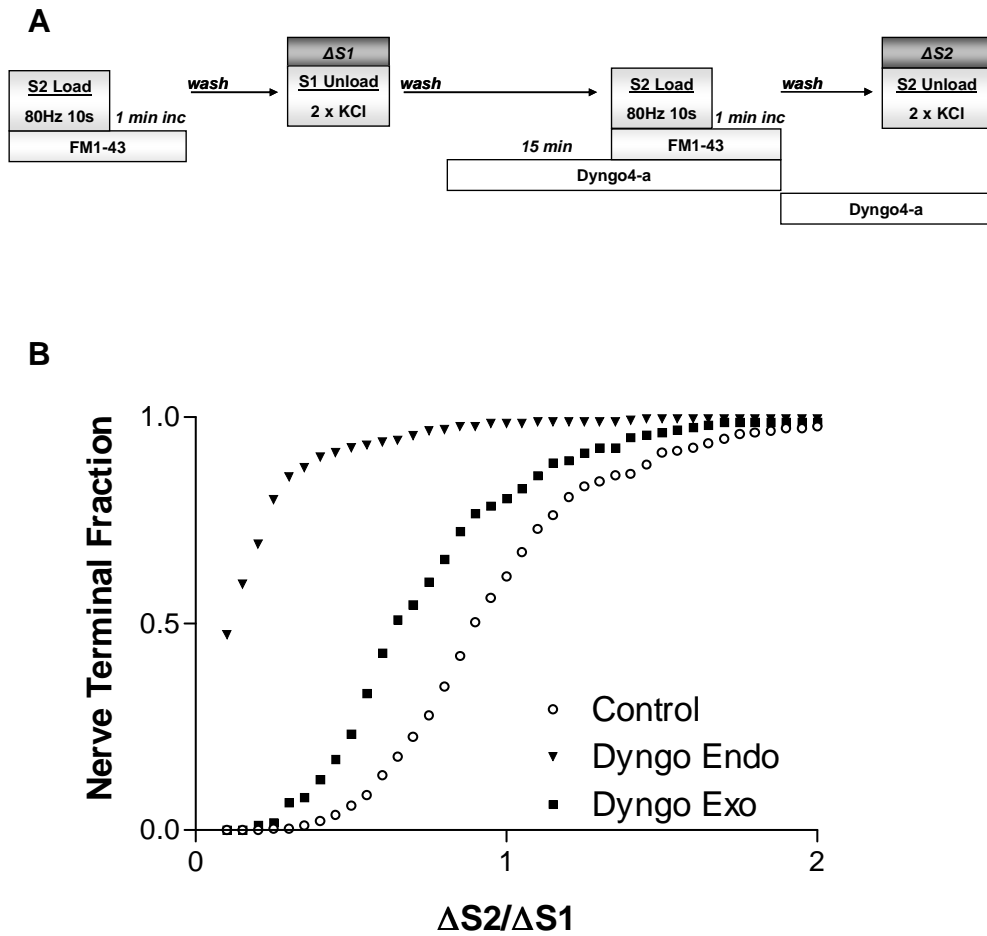 A
S2 Load
80Hz 10s
1 min inc
FM1-43
wash
ΔS1
S1 Unload
2 x KCl
wash
15 min
S2 Load
80Hz 10s
1 min inc
FM1-43
Dyngo4-a
wash
ΔS2
S2 Unload
2 x KCl
Dyngo4-a
B
Nerve Terminal Fraction
1.0
0.5
0.0
Control
Dyngo Endo
Dyngo Exo
0
1
2
ΔS2/ΔS1